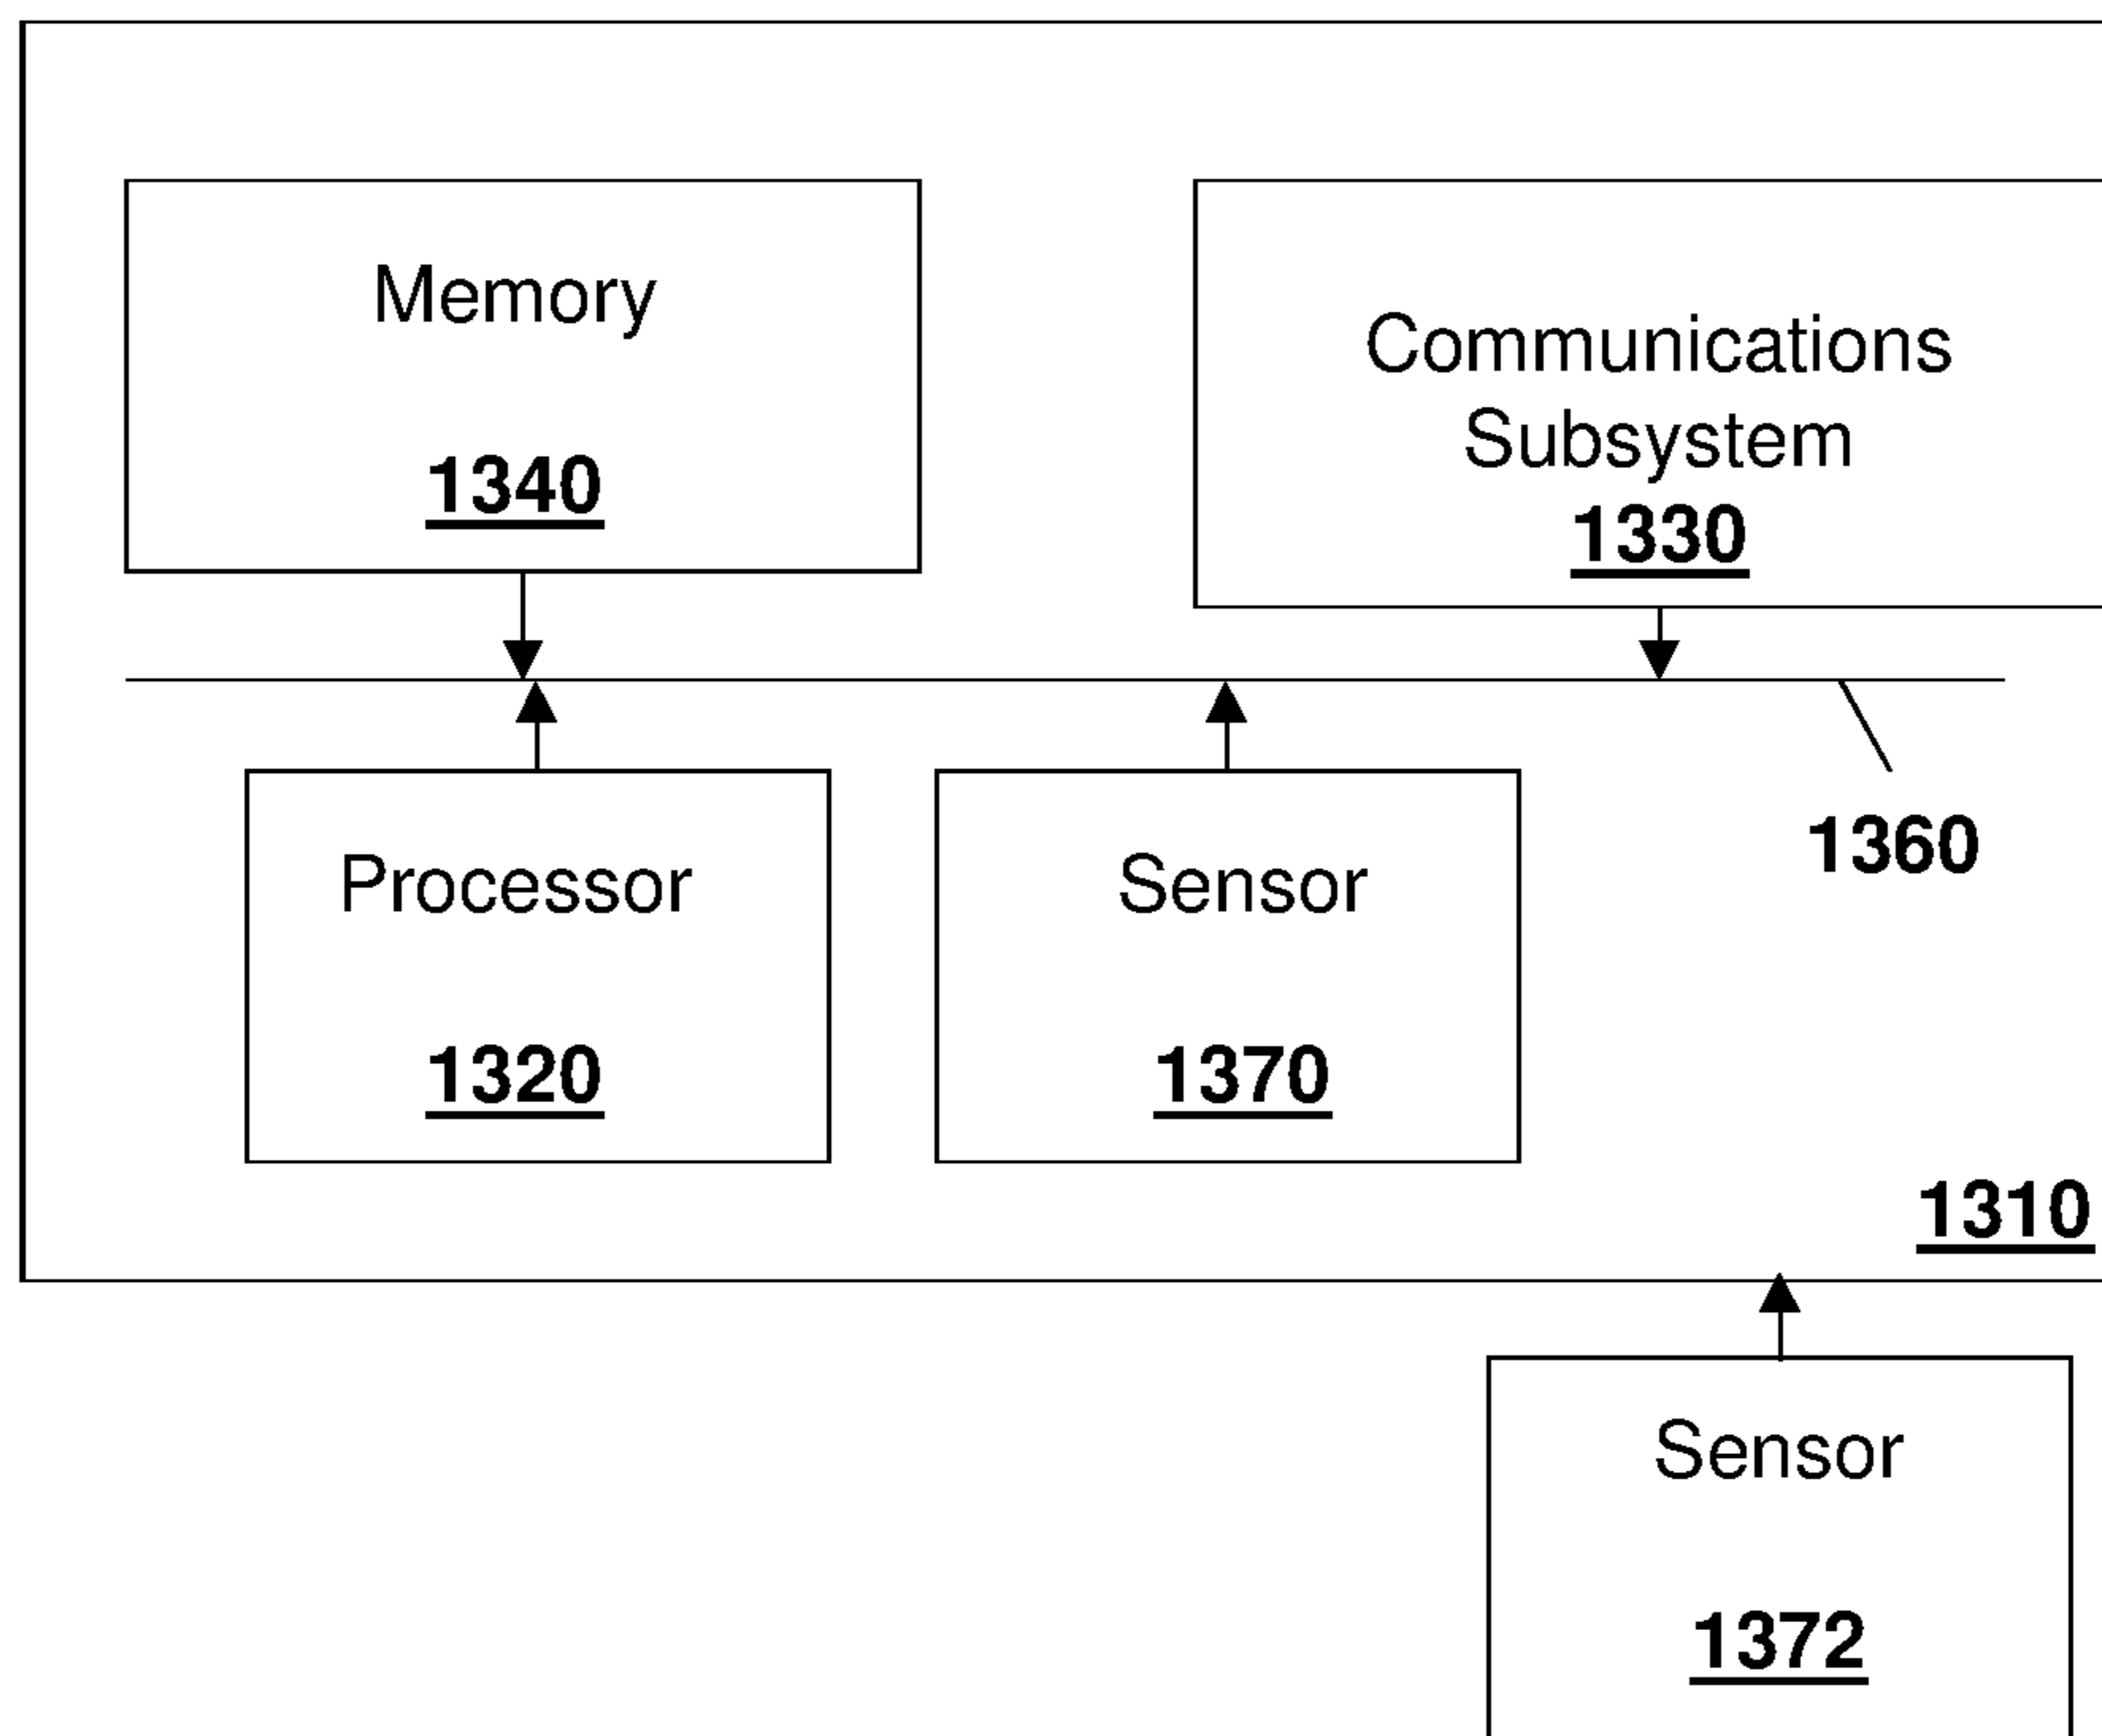 Memory
1340
Communications
Subsystem
1330
1360
Processor
1320
Sensor
1370
1310
Sensor
1372